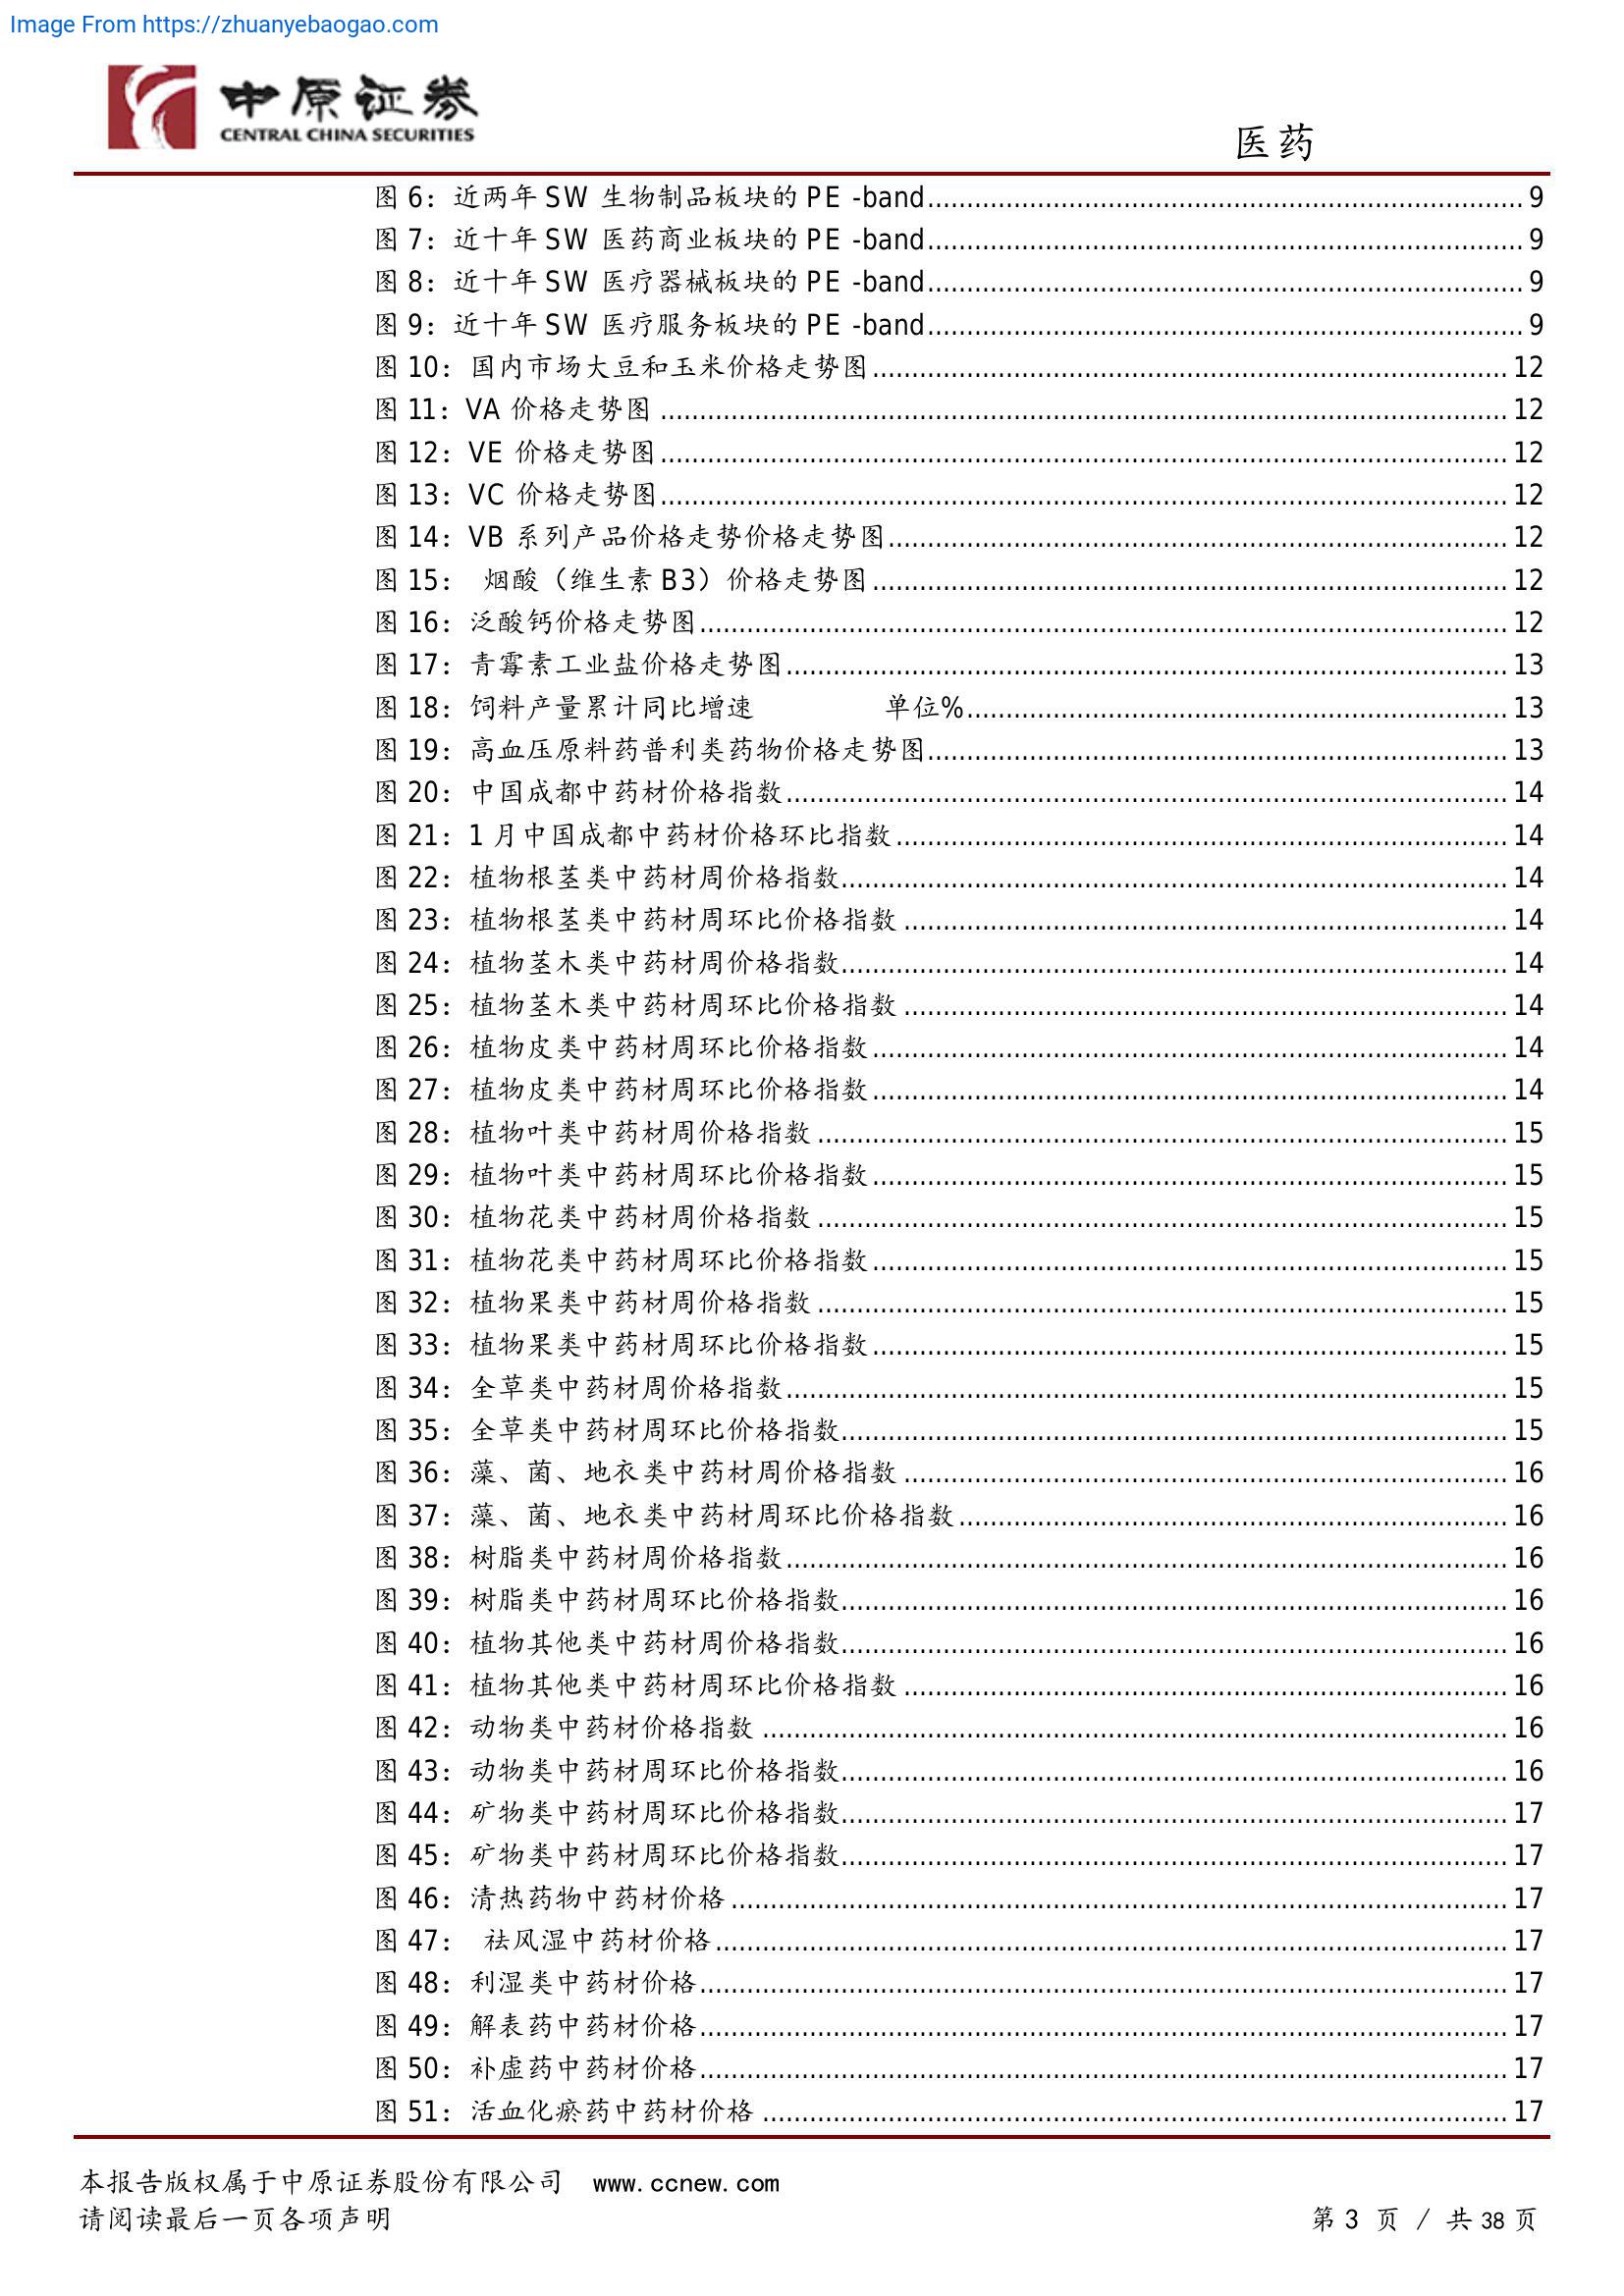 Image From https://zhuanyebaogao.com
中原证券
CENTRAL CHINA SECURITIES
医药
图 6：近两年 SW 生物制品板块的 PE -band........ 9
图 7：近十年 SW 医药商业板块的 PE -band........ 9
图 8：近十年 SW 医疗器械板块的 PE -band........ 9
图 9：近十年 SW 医疗服务板块的 PE -band........ 9
图 10：国内市场大豆和玉米价格走势图........ 12
图 11：VA 价格走势图........ 12
图 12：VE 价格走势图........ 12
图 13：VC 价格走势图........ 12
图 14：VB 系列产品价格走势价格走势图........ 12
图 15： 烟酸（维生素 B3）价格走势图........ 12
图 16：泛酸钙价格走势图........ 12
图 17：青霉素工业盐价格走势图........ 13
图 18：饲料产量累计同比增速 单位%........ 13
图 19：高血压原料药普利类药物价格走势图........ 13
图 20：中国成都中药材价格指数........ 14
图 21：1 月中国成都中药材价格环比指数........ 14
图 22：植物根茎类中药材周价格指数........ 14
图 23：植物根茎类中药材周环比价格指数........ 14
图 24：植物茎木类中药材周价格指数........ 14
图 25：植物茎木类中药材周环比价格指数........ 14
图 26：植物皮类中药材周环比价格指数........ 14
图 27：植物皮类中药材周环比价格指数........ 14
图 28：植物叶类中药材周价格指数........ 15
图 29：植物叶类中药材周环比价格指数........ 15
图 30：植物花类中药材周价格指数........ 15
图 31：植物花类中药材周环比价格指数........ 15
图 32：植物果类中药材周价格指数........ 15
图 33：植物果类中药材周环比价格指数........ 15
图 34：全草类中药材周价格指数........ 15
图 35：全草类中药材周环比价格指数........ 15
图 36：藻、菌、地衣类中药材周价格指数........ 16
图 37：藻、菌、地衣类中药材周环比价格指数........ 16
图 38：树脂类中药材周价格指数........ 16
图 39：树脂类中药材周环比价格指数........ 16
图 40：植物其他类中药材周价格指数........ 16
图 41：植物其他类中药材周环比价格指数........ 16
图 42：动物类中药材价格指数........ 16
图 43：动物类中药材周环比价格指数........ 16
图 44：矿物类中药材周环比价格指数........ 17
图 45：矿物类中药材周环比价格指数........ 17
图 46：清热药物中药材价格........ 17
图 47： 祛风湿中药材价格........ 17
图 48：利湿类中药材价格........ 17
图 49：解表药中药材价格........ 17
图 50：补虚药中药材价格........ 17
图 51：活血化瘀药中药材价格........ 17
本报告版权属于中原证券股份有限公司 www.ccnew.com
请阅读最后一页各项声明 第 3 页 / 共 38 页